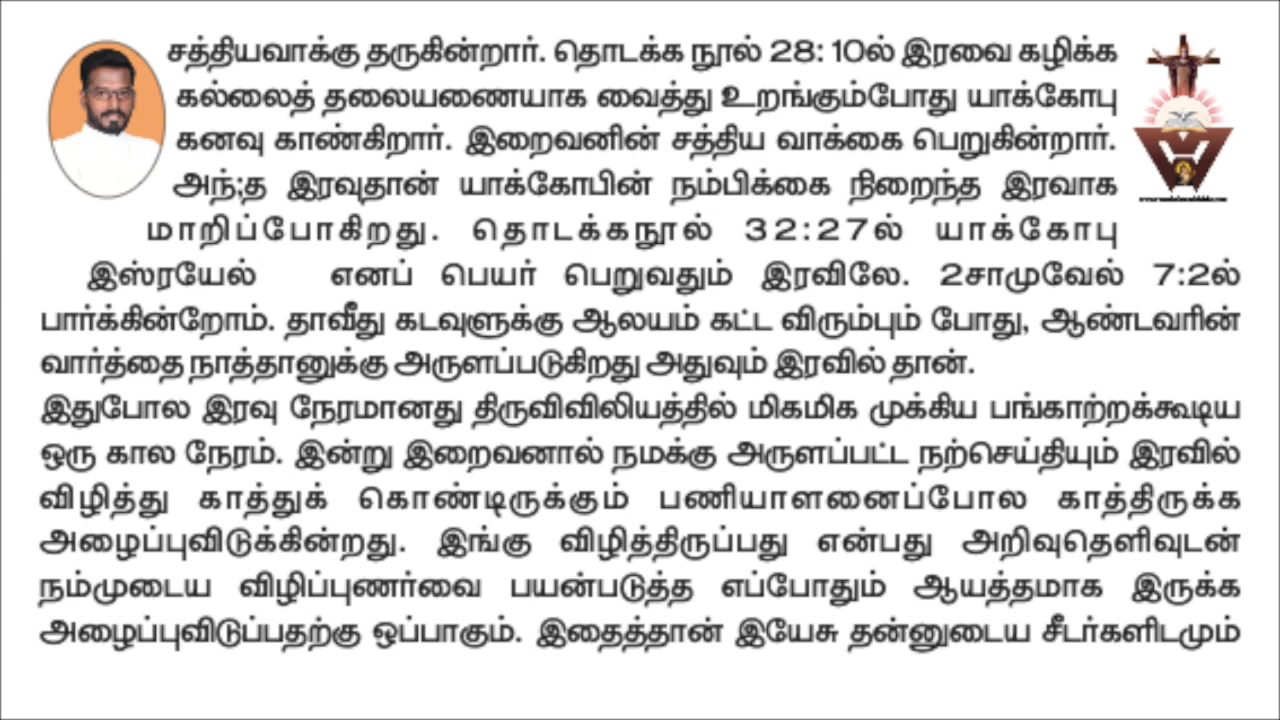 சத்தியவாக்கு தருகின்றார். தொடக்க நூல் 28: 10ல் இரவை கழிக்க
கல்லைத் தலையணையாக வைத்து உறங்கும்போது யாக்கோபு
கனவு காண்கிறார். இறைவனின் சத்திய வாக்கை பெறுகின்றார்.
அந்;த இரவுதான் யாக்கோபின் நம்பிக்கை நிறைந்த இரவாக
மாறிப்போகிறது. தொடக்கநூல் 32:27ல் யாக்கோபு
இஸ்ரயேல் எனப் பெயர் பெறுவதும் இரவிலே. 2சாமுவேல் 7:2ல்
பார்க்கின்றோம். தாவீது கடவுளுக்கு ஆலயம் கட்ட விரும்பும் போது, ஆண்டவரின்
வார்த்தை நாத்தானுக்கு அருளப்படுகிறது அதுவும் இரவில் தான்.
இதுபோல இரவு நேரமானது திருவிவிலியத்தில் மிகமிக முக்கிய பங்காற்றக்கூடிய
ஒரு கால நேரம். இன்று இறைவனால் நமக்கு அருளப்பட்ட நற்செய்தியும் இரவில்
விழித்து காத்துக் கொண்டிருக்கும் பணியாளனைப்போல காத்திருக்க
அழைப்புவிடுக்கின்றது. இங்கு விழித்திருப்பது என்பது அறிவுதெளிவுடன்
நம்முடைய விழிப்புணர்வை பயன்படுத்த எப்போதும் ஆயத்தமாக இருக்க
அழைப்புவிடுப்பதற்கு ஒப்பாகும். இதைத்தான் இயேசு தன்னுடைய சீடர்களிடமும்